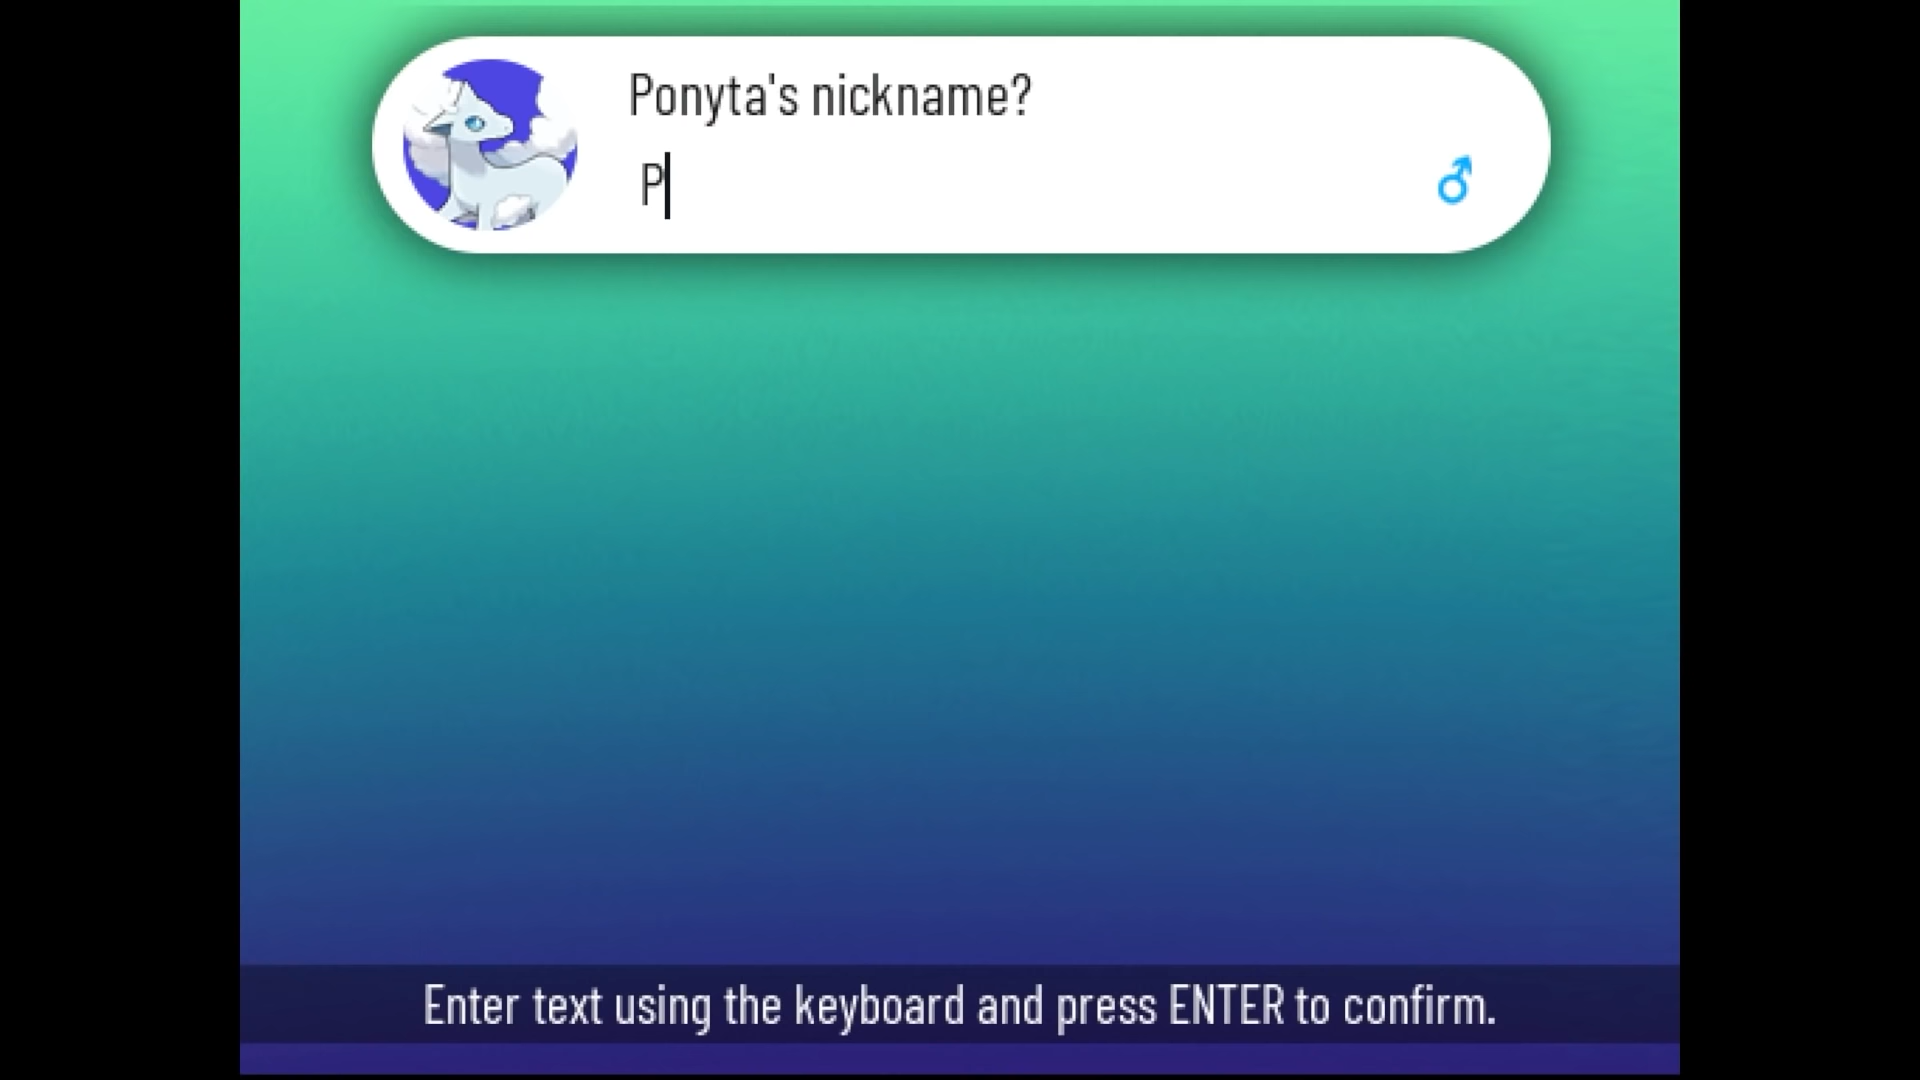 Ponyta's nickname?
P
Enter text using the keyboard and press ENTER to confirm.